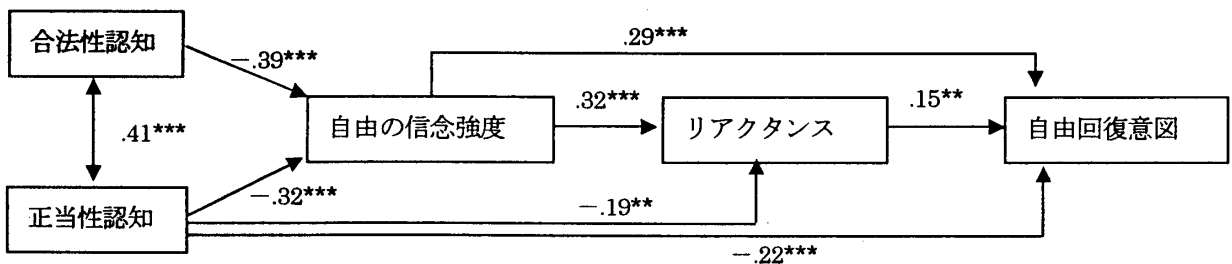 合法性認知
.29***
−.39***
自由の信念強度
.32***
リアクタンス
.15**
自由回復意図
.41***
−.32***
正当性認知
−.19**
−.22***